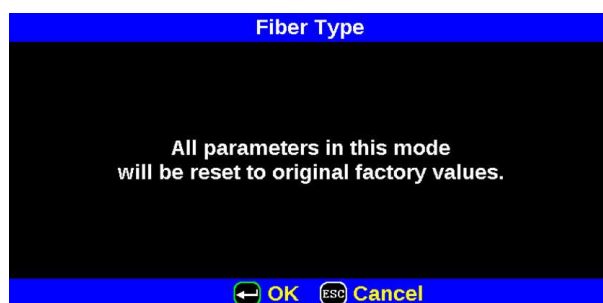 Fiber Type
All parameters in this mode
will be reset to original factory values.
OK ESC Cancel